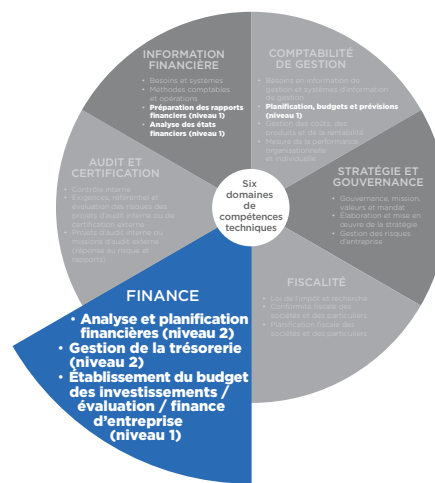 INFORMATION
FINANCIÈRE
• Besoins et systèmes
• Méthodes comptables
et opérations
• Préparation des rapports
financiers (niveau 1)
• Analyse des états
financiers (niveau 1)
COMPTABILITÉ
DE GESTION
• Besoins en information de
gestion et systèmes d'information
de gestion
• Planification, budgets et prévisions
(niveau 1)
• Gestion des coûts, des
produits et de la rentabilité
• Mesure de la performance
organisationnelle
et individuelle
AUDIT ET
CERTIFICATION
• Contrôle interne
• Exigences, référentiel et
évaluation des risques des
projets d'audit interne ou de
certification externe
• Projets d'audit interne ou
missions d'audit externe
(réponse au risque et
rapports)
Six
domaines
de
compétences
techniques
STRATÉGIE ET
GOUVERNANCE
• Gouvernance, mission,
valeurs et mandat
• Élaboration et mise en
œuvre de la stratégie
• Gestion des risques
d'entreprise
FISCALITÉ
• Loi de l'impôt et recherche
• Conformité fiscale des
sociétés et des particuliers
• Planification fiscale des
sociétés et des particuliers
FINANCE
• Analyse et planification
financières (niveau 2)
• Gestion de la trésorerie
(niveau 2)
• Établissement du budget
des investissements /
évaluation / finance
d'entreprise
(niveau 1)